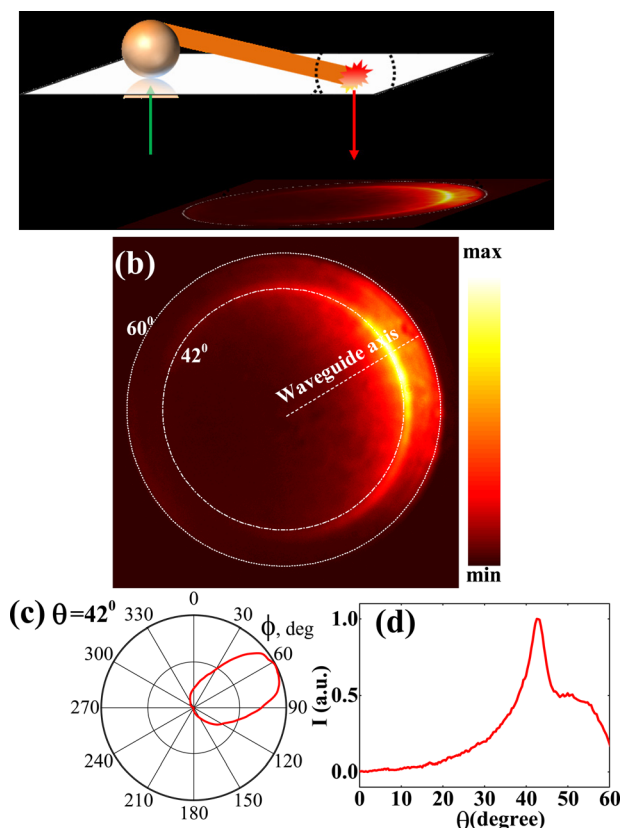 (b)
max
60⁰
42⁰
Waveguide axis
min
(c) θ=42⁰
0
330
30
ϕ, deg
300
60
270
90
240
120
210
150
180
(d)
I (a.u.)
1.0
0.5
0.0
0 10 20 30 40 50 60
θ(degree)